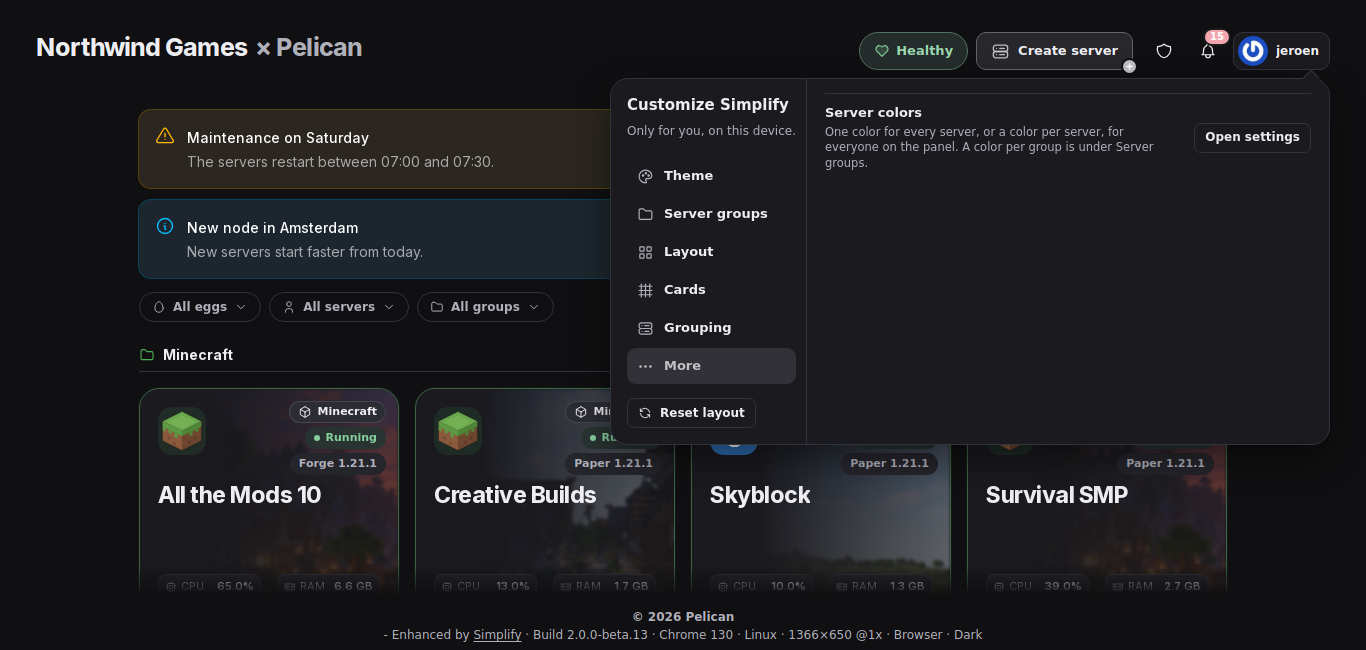 Northwind Games × Pelican
Healthy
Create server
15
jeroen
Maintenance on Saturday
The servers restart between 07:00 and 07:30.
New node in Amsterdam
New servers start faster from today.
All eggs
All servers
All groups
Customize Simplify
Only for you, on this device.
Theme
Server groups
Layout
Cards
Grouping
More
Reset layout
Server colors
One color for every server, or a color per server, for
everyone on the panel. A color per group is under Server
groups.
Open settings
Minecraft
Minecraft
Running
Forge 1.21.1
All the Mods 10
CPU 65.0%
RAM 6.6 GB
Paper 1.21.1
Creative Builds
CPU 13.0%
RAM 1.7 GB
Paper 1.21.1
Skyblock
CPU 10.0%
RAM 1.3 GB
Paper 1.21.1
Survival SMP
CPU 39.0%
RAM 2.7 GB
© 2026 Pelican
- Enhanced by Simplify · Build 2.0.0-beta.13 · Chrome 130 · Linux · 1366×650 @1x · Browser · Dark